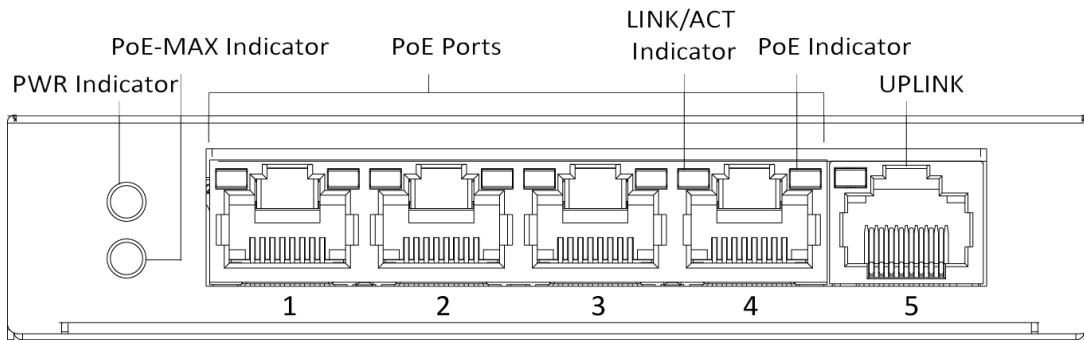 LINK/ACT
PoE-MAX Indicator
PoE Ports
Indicator
PoE Indicator
PWR Indicator
UPLINK
1
2
3
4
5